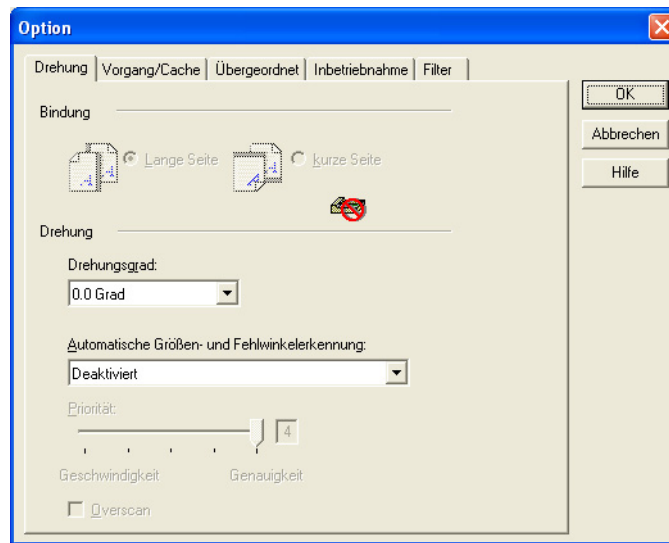 Option
Drehung Vorgang/Cache Übergeordnet Inbetriebnahme Filter
OK
Abbrechen
Hilfe
Bindung
Lange Seite kurze Seite
Drehung
Drehungsgrad:
0.0 Grad
Automatische Größen- und Fehlwinkelerkennung:
Deaktiviert
Priorität:
4
Geschwindigkeit Genauigkeit
Overscan